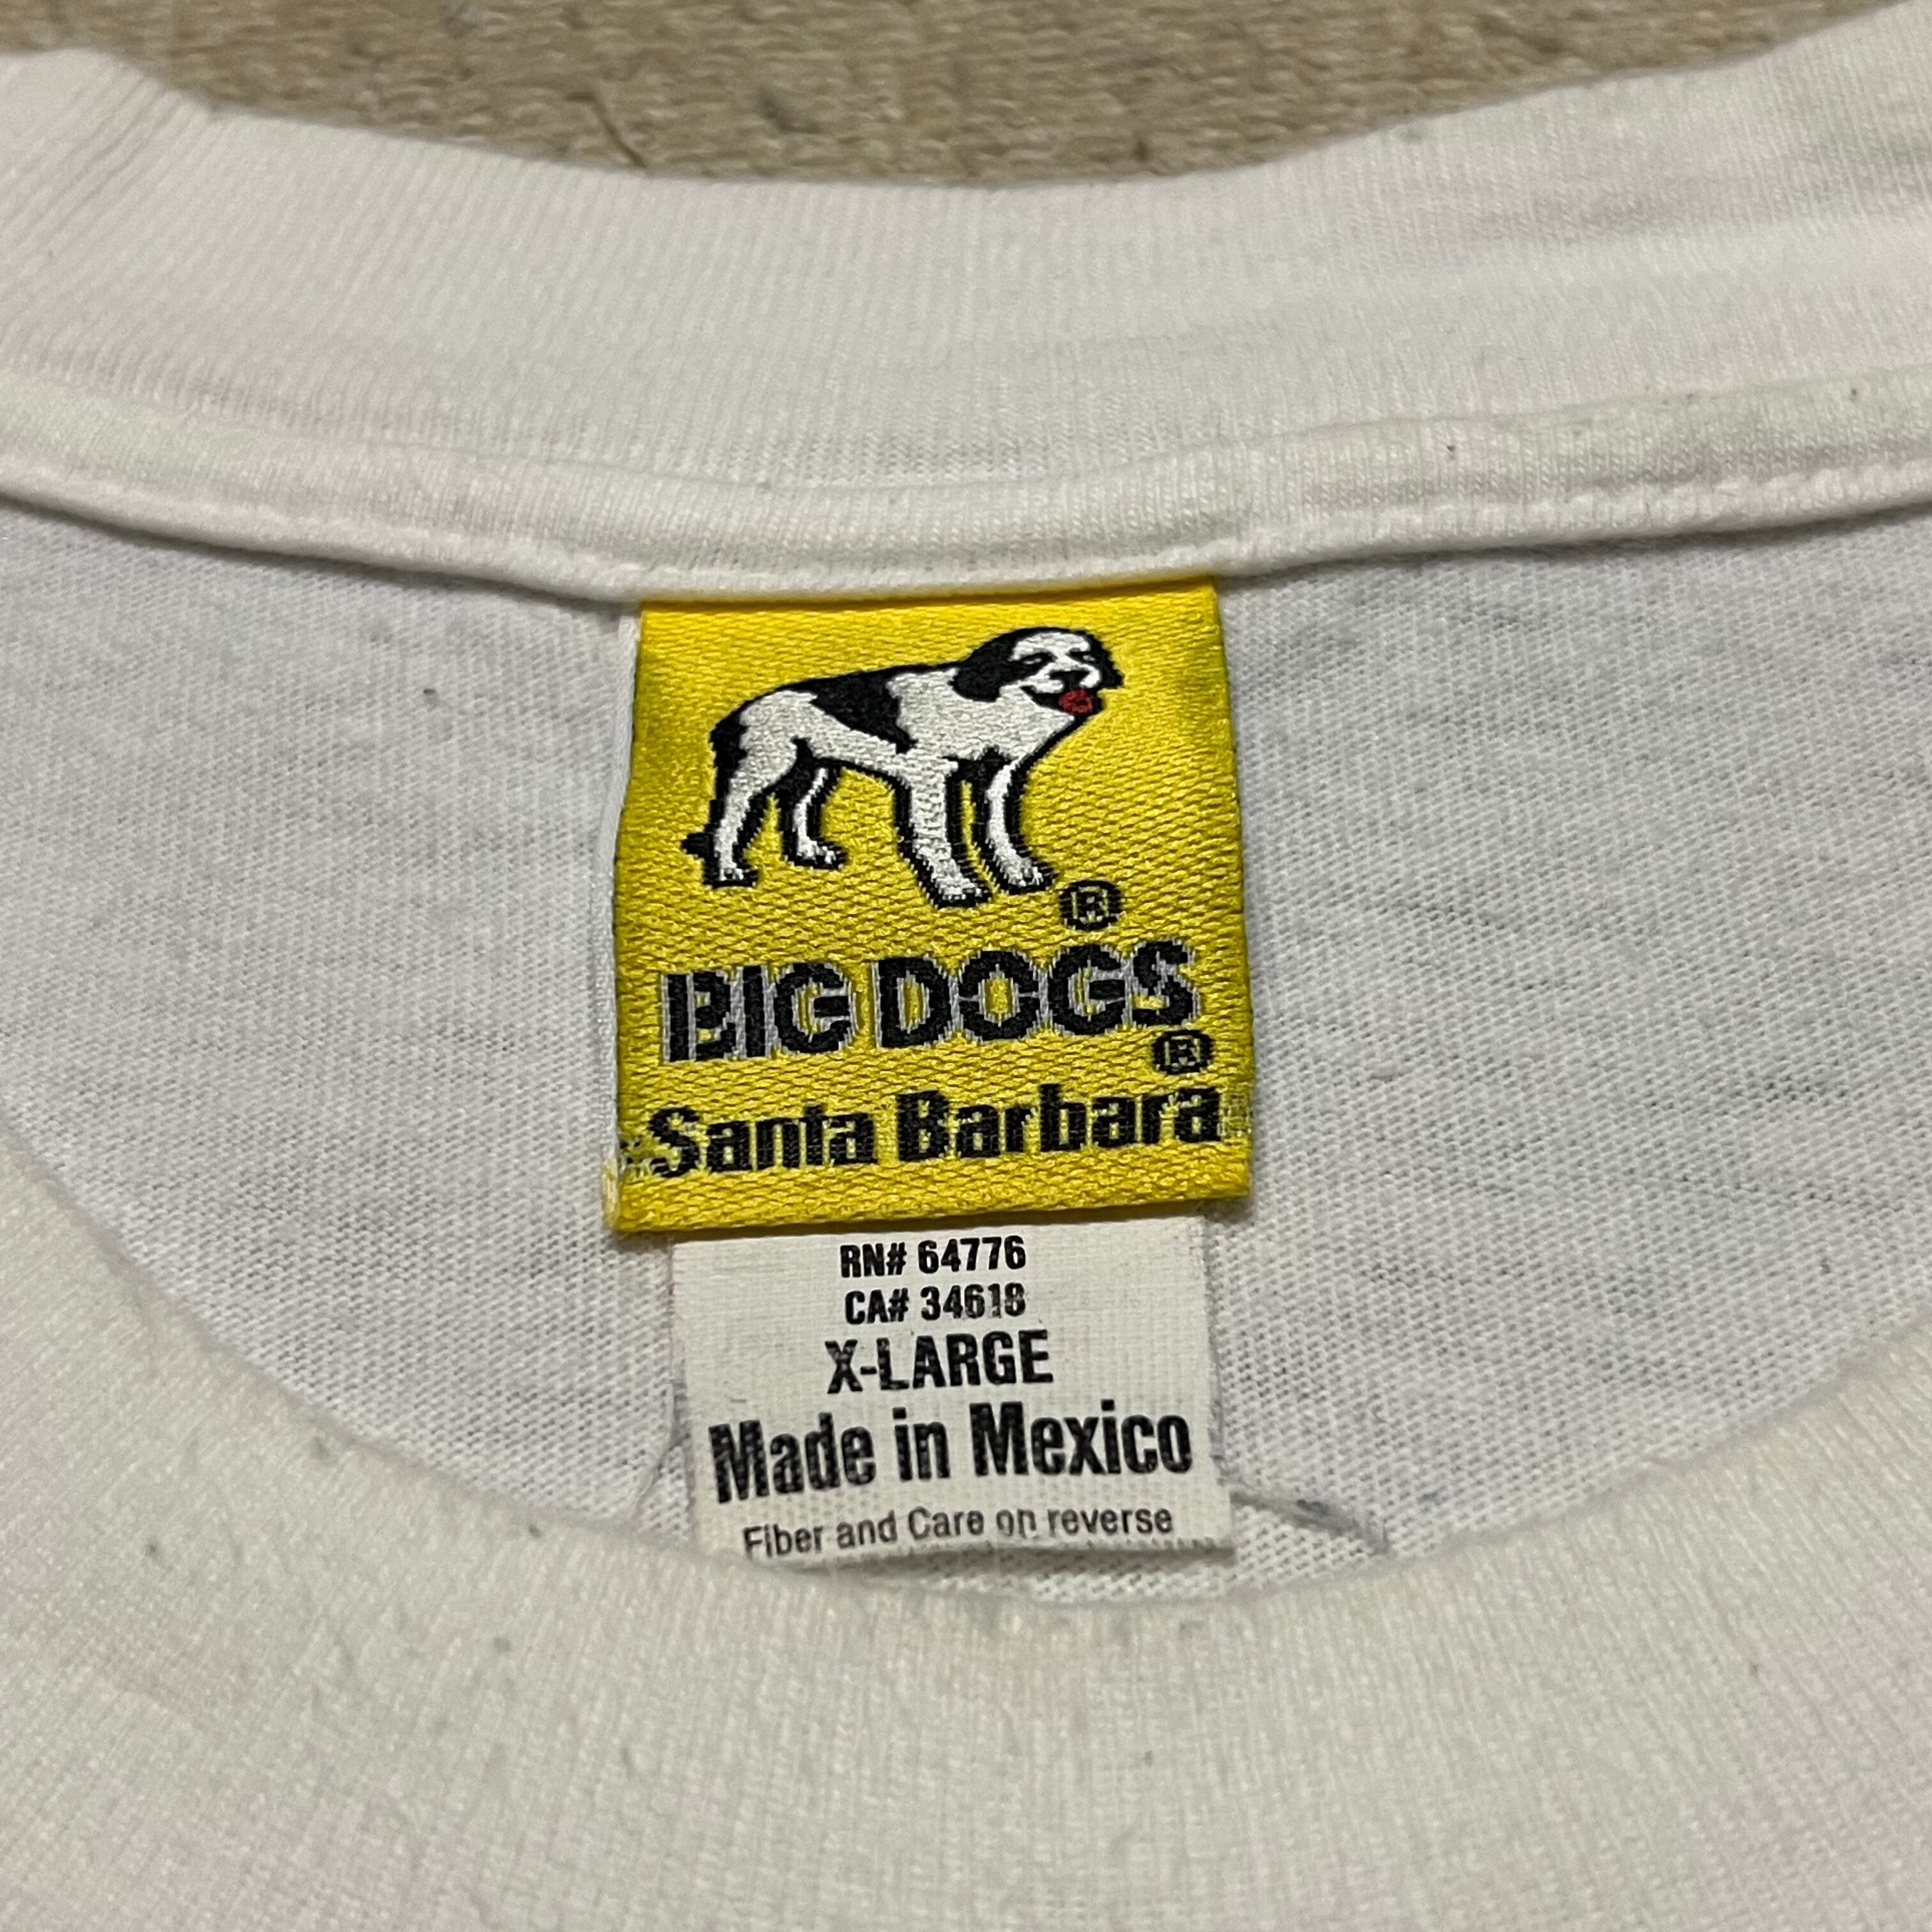 ®
BIG DOGS
®
Santa Barbara
RN# 64776
CA# 34618
X-LARGE
Made in Mexico
Fiber and Care on reverse